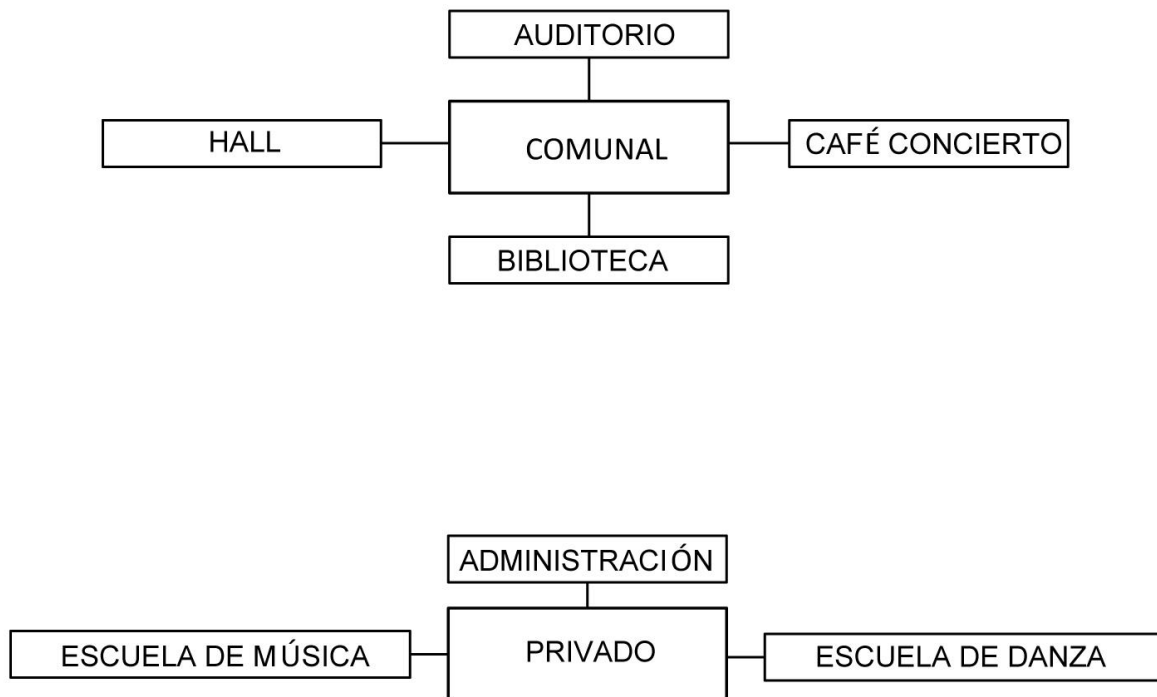 AUDITORIO
HALL
COMUNAL
CAFÉ CONCIERTO
BIBLIOTECA
ADMINISTRACIÓN
ESCUELA DE MÚSICA
PRIVADO
ESCUELA DE DANZA